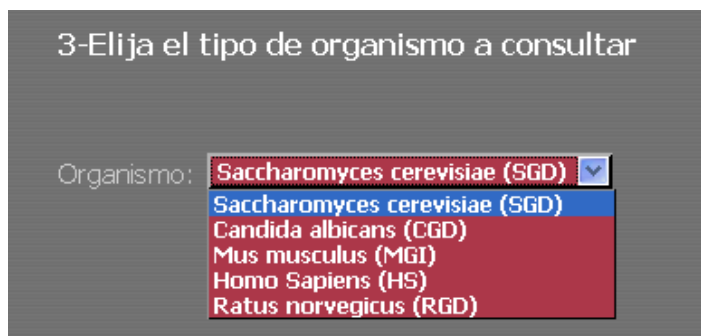 3-Elija el tipo de organismo a consultar
Organismo: Saccharomyces cerevisiae (SGD)
Saccharomyces cerevisiae (SGD)
Candida albicans (CGD)
Mus musculus (MGI)
Homo Sapiens (HS)
Ratus norvegicus (RGD)